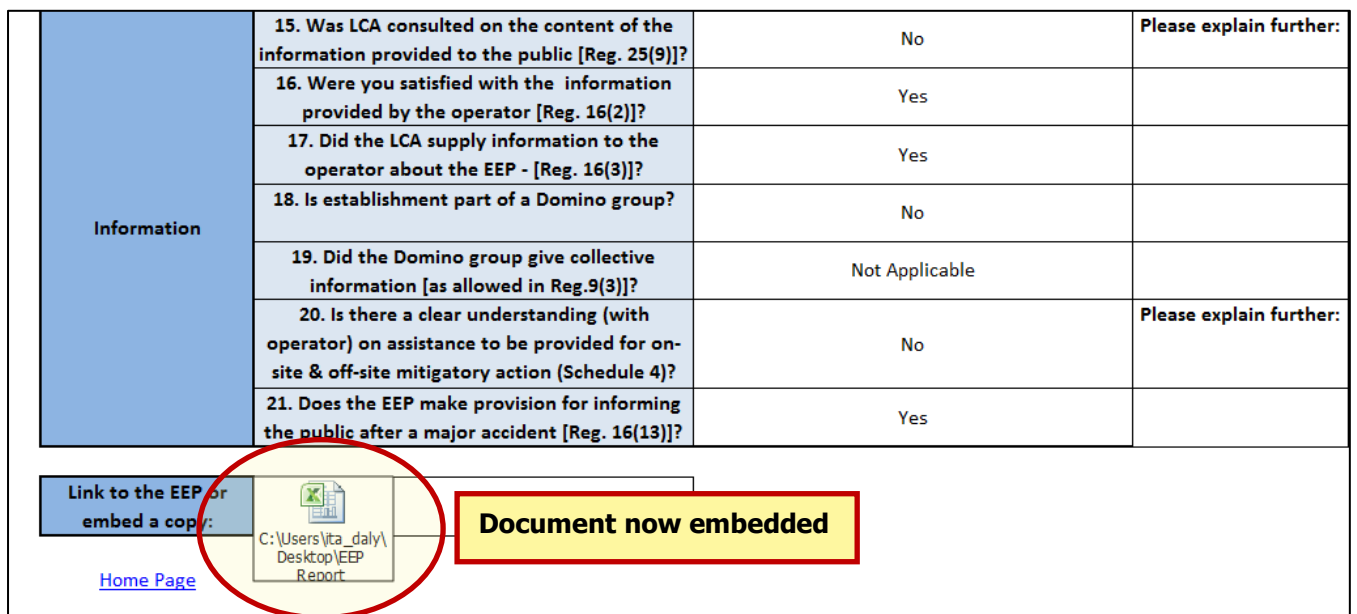 15. Was LCA consulted on the content of the
information provided to the public [Reg. 25(9)]?
No
Please explain further:
16. Were you satisfied with the  information
provided by the operator [Reg. 16(2)]?
Yes
17. Did the LCA supply information to the
operator about the EEP - [Reg. 16(3)]?
Yes
Information
18. Is establishment part of a Domino group?
No
19. Did the Domino group give collective
information [as allowed in Reg.9(3)]?
Not Applicable
20. Is there a clear understanding (with
operator) on assistance to be provided for on-
site & off-site mitigatory action (Schedule 4)?
No
Please explain further:
21. Does the EEP make provision for informing
the public after a major accident [Reg. 16(13)]?
Yes
Link to the EEP or
embed a copy:
C:\Users\ita_daly\
Desktop\EEP
Report
Document now embedded
Home Page